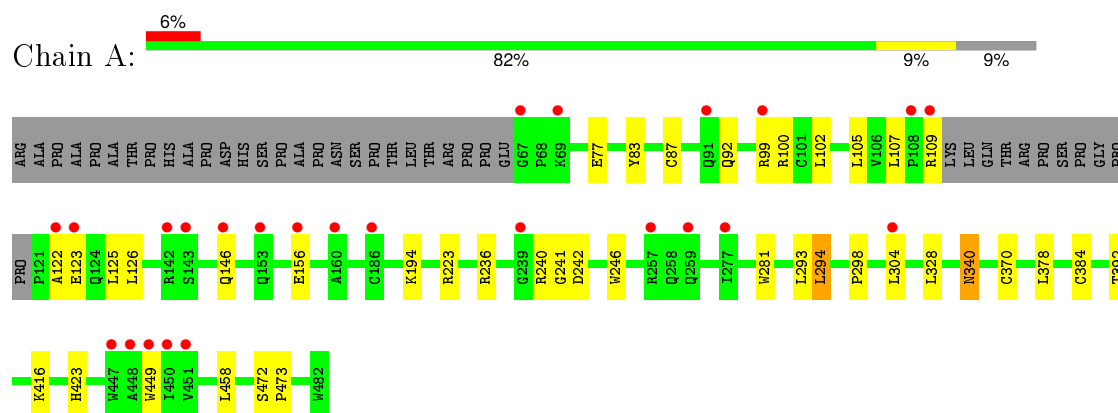 6%
Chain A:
82% 9% 9%
ARG ALA PRO ALA PRO ALA THR PRO HIS ALA PRO ASP HIS SER PRO ALA PRO ASN SER PRO THR LEU THR ARG PRO PRO GLU G67 P68 K69 E77 Y83 C87 Q91 Q92 R99 R100 C101 L102 L105 V106 L107 P108 R109 LYS LEU GLN THR ARG PRO SER PRO GLY PRO
PRO P121 A122 E123 Q124 L125 L126 R142 S143 Q146 Q153 E156 A160 C186 K194 R223 R236 G239 R240 G241 D242 W246 R257 Q258 Q259 I277 W281 L293 L294 P298 L304 L328 N340 C370 L378 C384 T392
K416 H423 W447 A448 W449 I450 V451 L458 S472 P473 W482